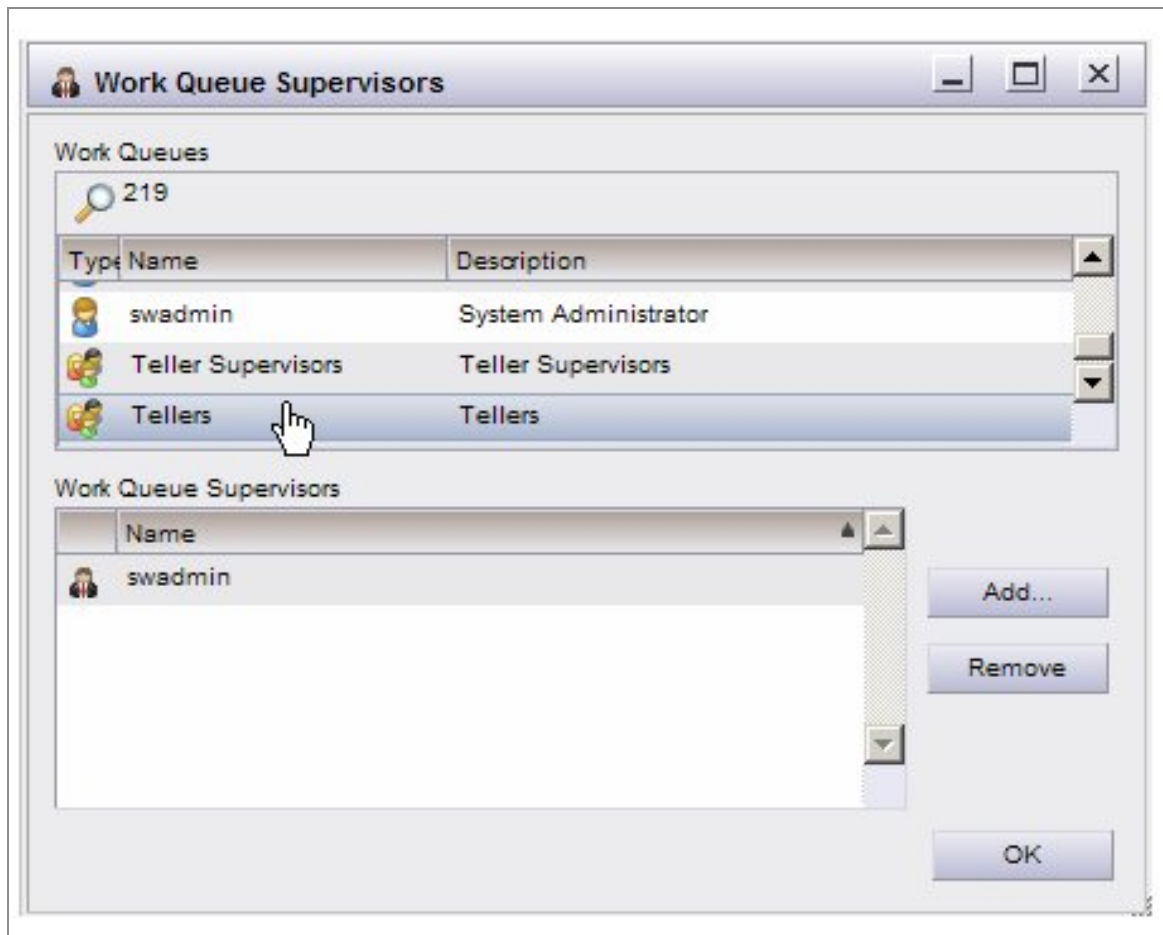 Work Queue Supervisors
Work Queues
219
Type Name Description
swadmin System Administrator
Teller Supervisors Teller Supervisors
Tellers Tellers
Work Queue Supervisors
Name
swadmin
Add...
Remove
OK